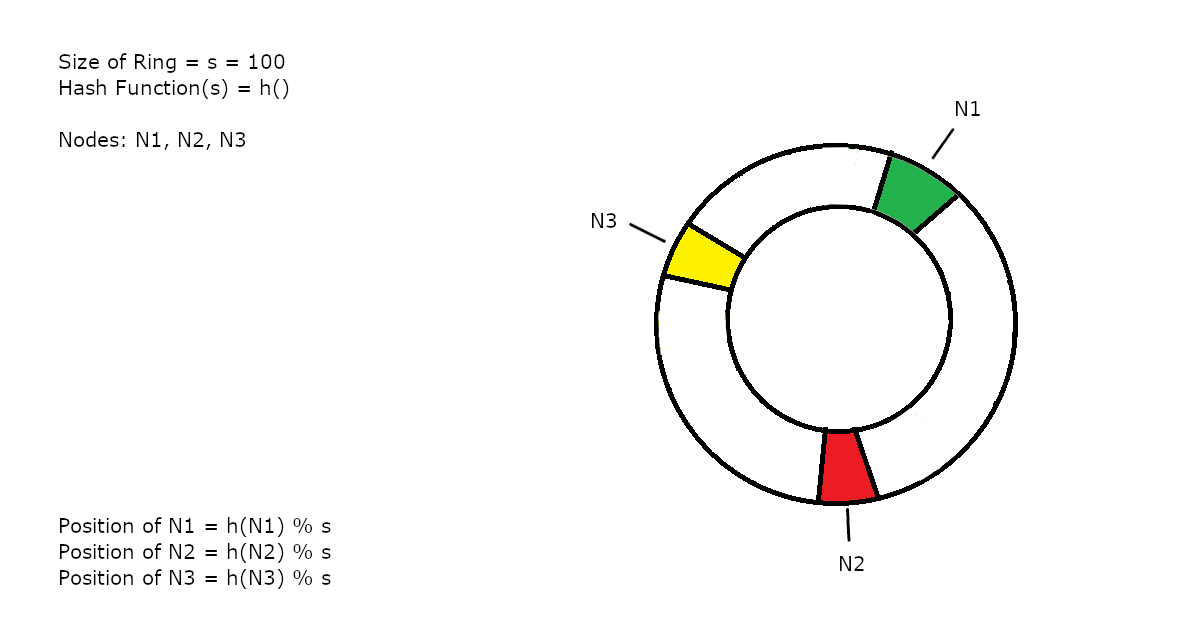 Size of Ring = s = 100
Hash Function(s) = h()
Nodes: N1, N2, N3
N1
N3
N2
Position of N1 = h(N1) % s
Position of N2 = h(N2) % s
Position of N3 = h(N3) % s